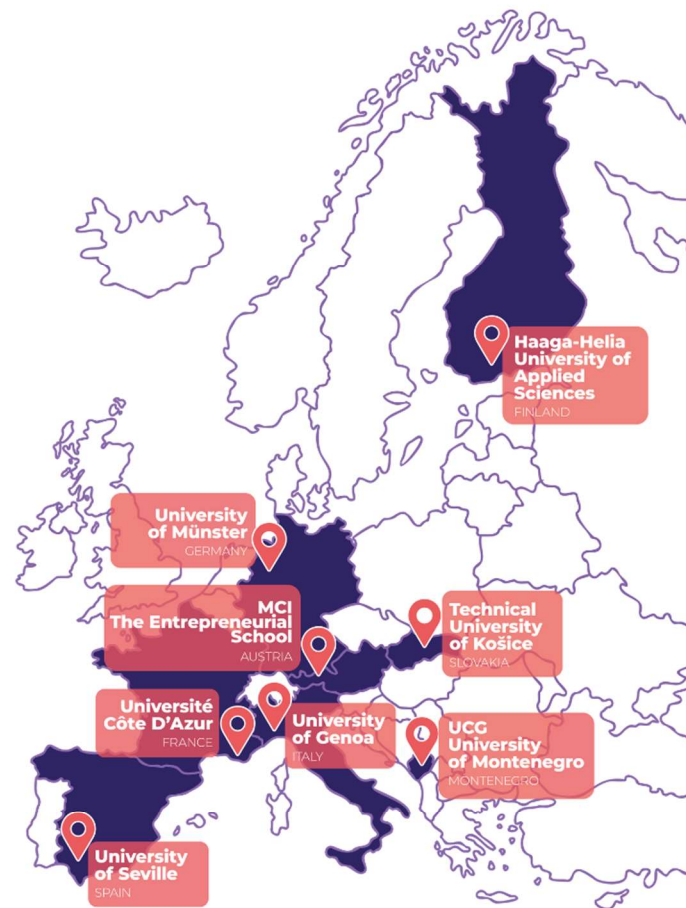 Haaga-Helia
University of
Applied
Sciences
FINLAND
University
of Münster
GERMANY
MCI
The Entrepreneurial
School
AUSTRIA
Technical
University
of Košice
SLOVAKIA
Université
Côte D'Azur
FRANCE
University
of Genoa
ITALY
UCG
University
of Montenegro
MONTENEGRO
University
of Seville
SPAIN